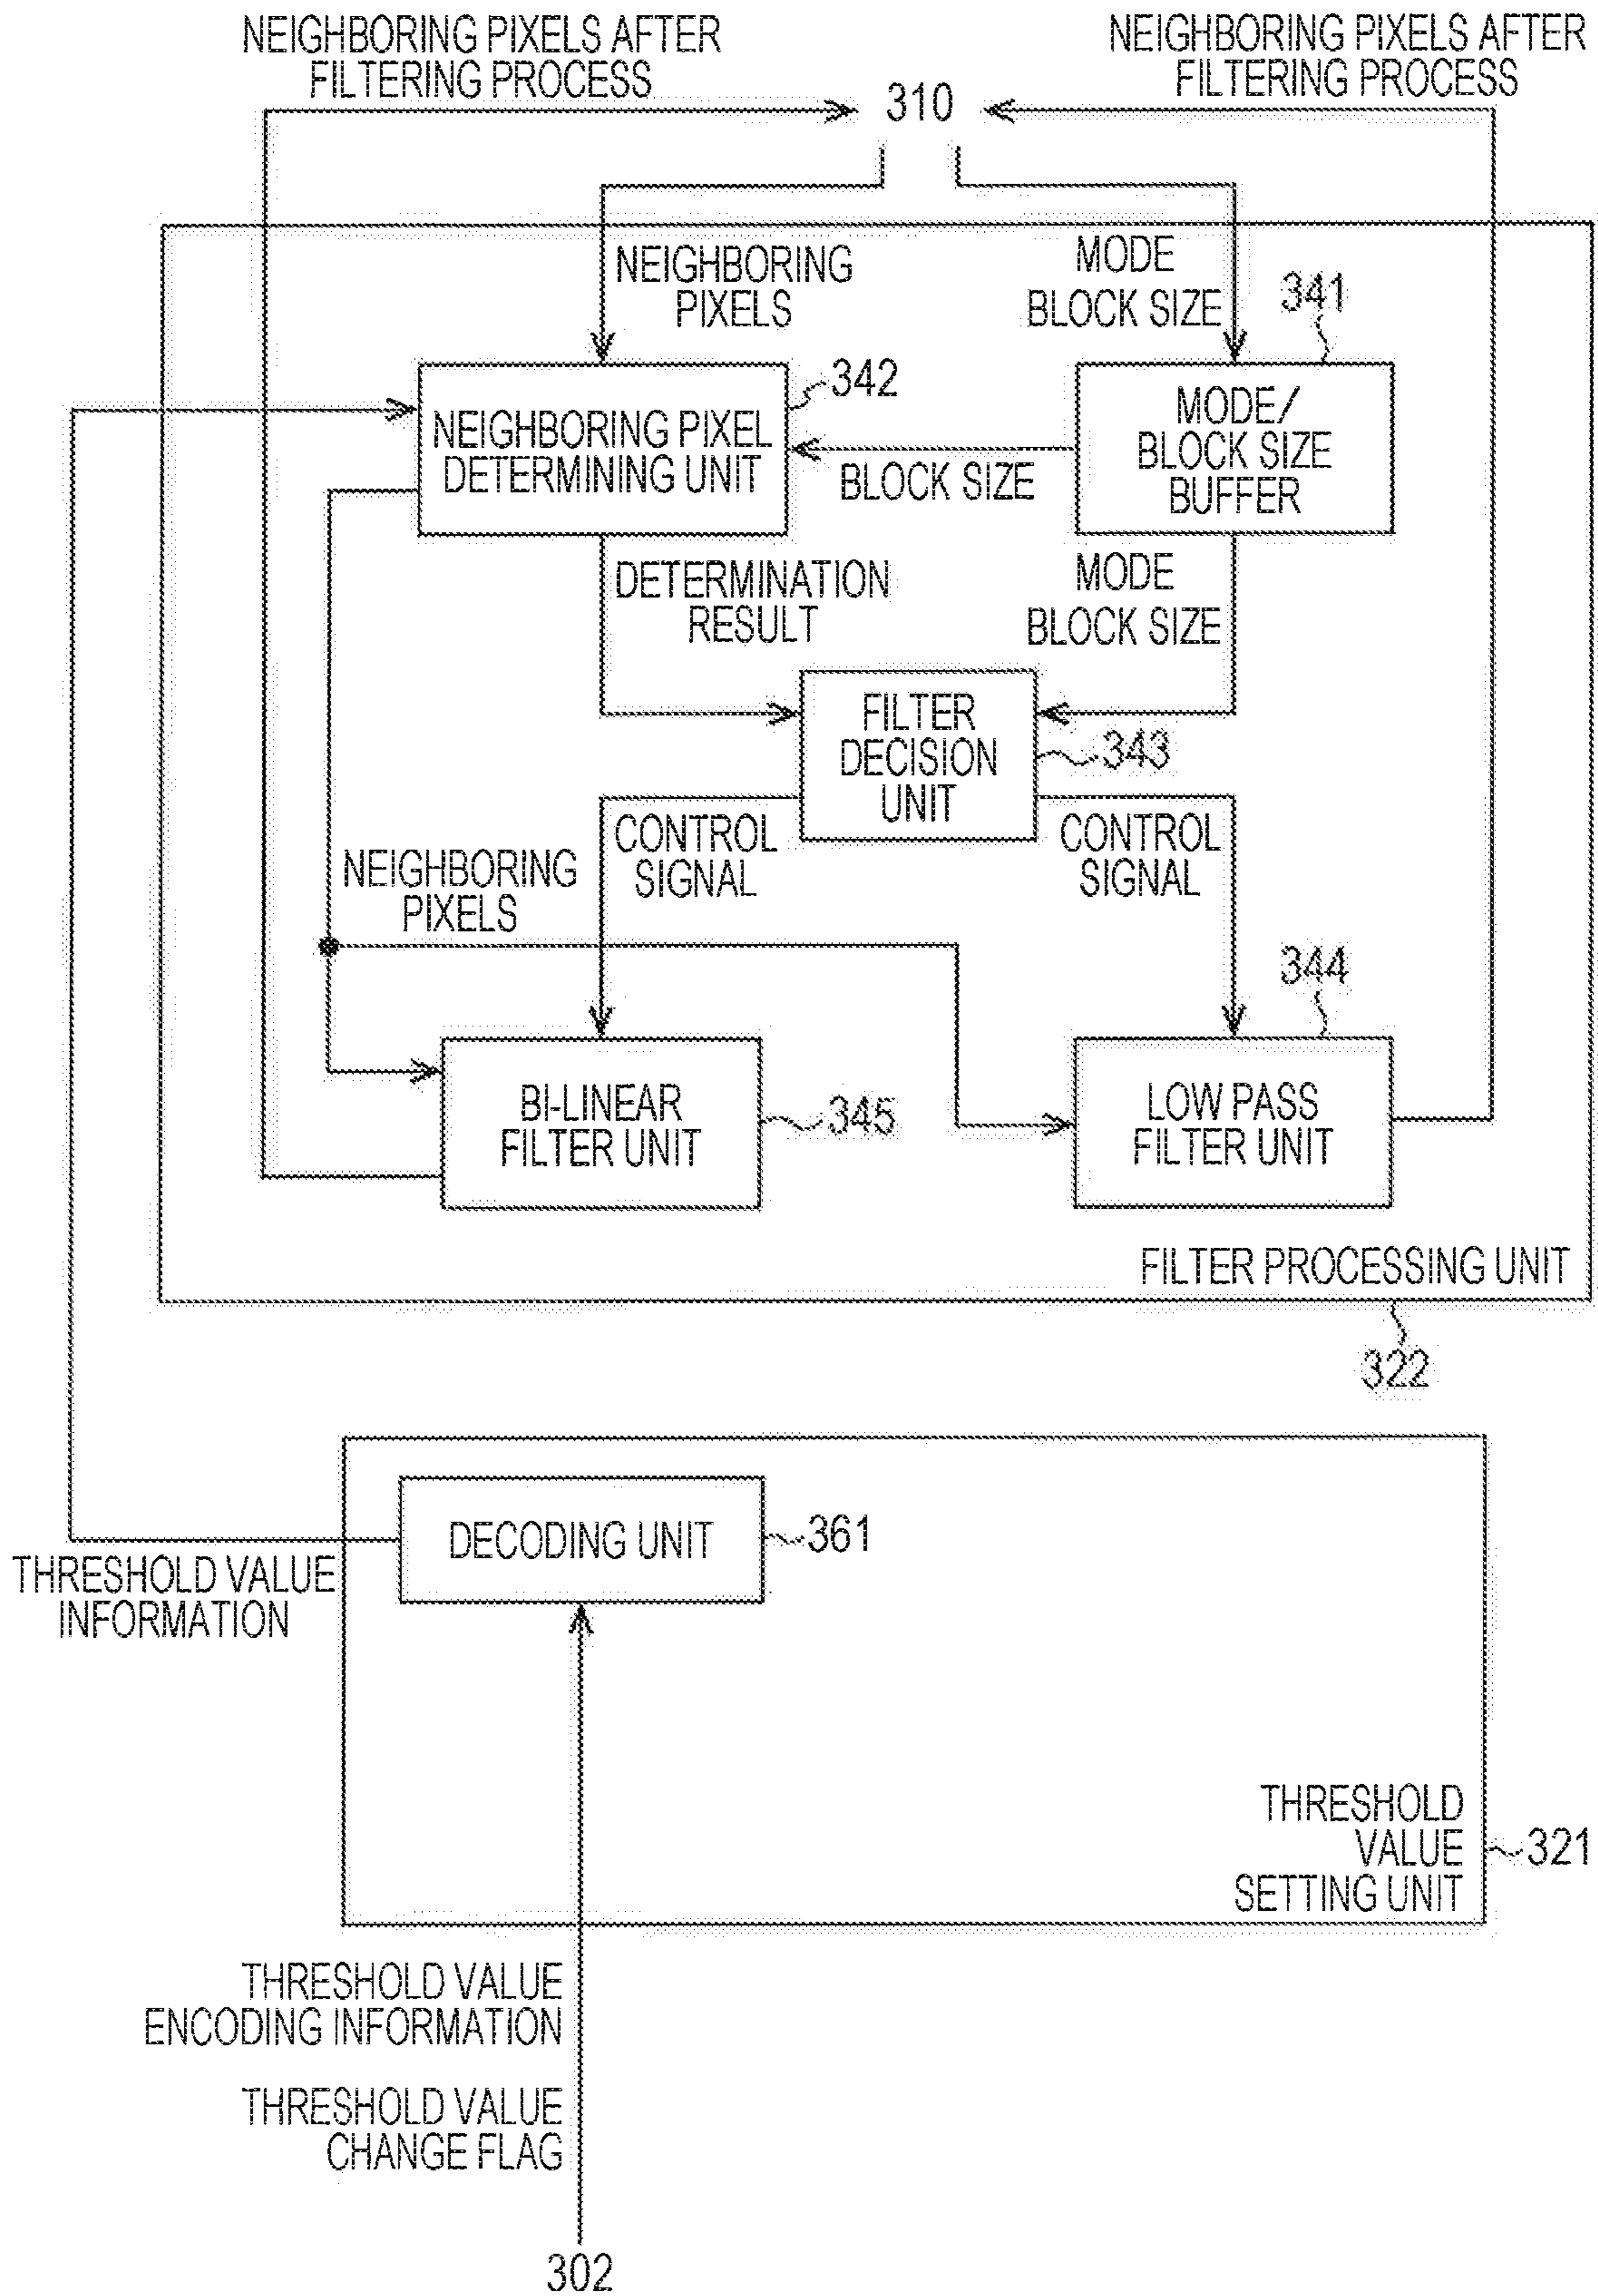 NEIGHBORING PIXELS AFTER
FILTERING PROCESS
NEIGHBORING PIXELS AFTER
FILTERING PROCESS
310
NEIGHBORING
PIXELS
MODE
BLOCK SIZE
341
342
NEIGHBORING PIXEL
DETERMINING UNIT
BLOCK SIZE
MODE/
BLOCK SIZE
BUFFER
DETERMINATION
RESULT
MODE
BLOCK SIZE
FILTER
DECISION
UNIT
343
CONTROL
SIGNAL
CONTROL
SIGNAL
NEIGHBORING
PIXELS
344
BI-LINEAR
FILTER UNIT
345
LOW PASS
FILTER UNIT
FILTER PROCESSING UNIT
322
DECODING UNIT
361
THRESHOLD VALUE
INFORMATION
THRESHOLD
VALUE
SETTING UNIT
321
THRESHOLD VALUE
ENCODING INFORMATION
THRESHOLD VALUE
CHANGE FLAG
302